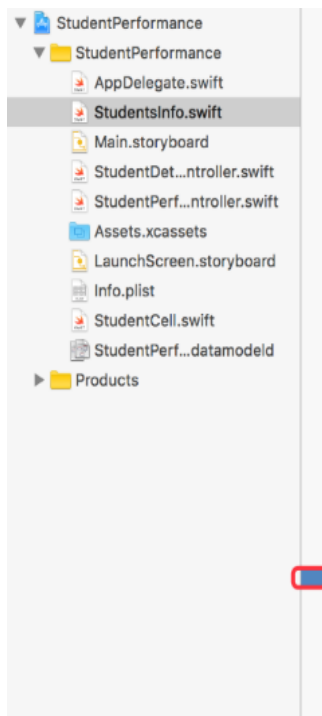 StudentPerformance
StudentPerformance
AppDelegate.swift
StudentsInfo.swift
Main.storyboard
StudentDet...ntroller.swift
StudentPerf...ntroller.swift
Assets.xcassets
LaunchScreen.storyboard
Info.plist
StudentCell.swift
StudentPerf...datamodeld
Products